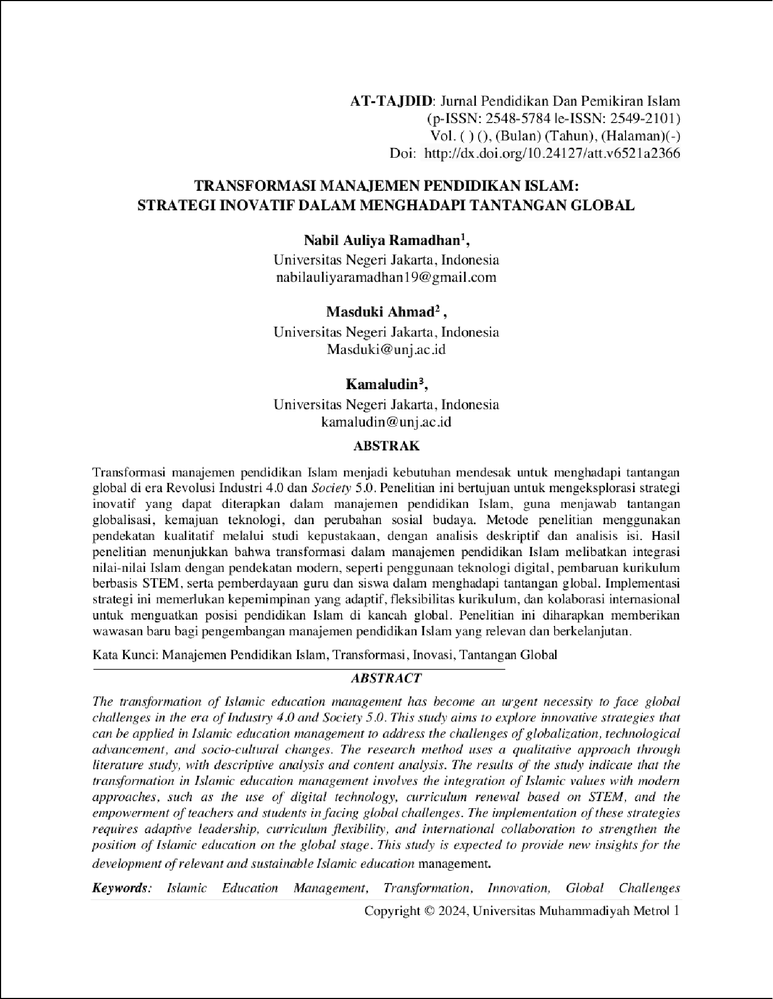 AT-TAJDID: Jurnal Pendidikan Dan Pemikiran Islam
(p-ISSN: 2548-5784 |e-ISSN: 2549-2101)
Vol. ( ) (), (Bulan) (Tahun), (Halaman)(-)
Doi: http://dx.doi.org/10.24127/att.v6521a2366
TRANSFORMASI MANAJEMEN PENDIDIKAN ISLAM:
STRATEGI INOVATIF DALAM MENGHADAPI TANTANGAN GLOBAL
Nabil Auliya Ramadhan¹,
Universitas Negeri Jakarta, Indonesia
nabilauliyaramadhan19@gmail.com
Masduki Ahmad² ,
Universitas Negeri Jakarta, Indonesia
Masduki@unj.ac.id
Kamaludin³,
Universitas Negeri Jakarta, Indonesia
kamaludin@unj.ac.id
ABSTRAK
Transformasi manajemen pendidikan Islam menjadi kebutuhan mendesak untuk menghadapi tantangan
global di era Revolusi Industri 4.0 dan Society 5.0. Penelitian ini bertujuan untuk mengeksplorasi strategi
inovatif yang dapat diterapkan dalam manajemen pendidikan Islam, guna menjawab tantangan
globalisasi, kemajuan teknologi, dan perubahan sosial budaya. Metode penelitian menggunakan
pendekatan kualitatif melalui studi kepustakaan, dengan analisis deskriptif dan analisis isi. Hasil
penelitian menunjukkan bahwa transformasi dalam manajemen pendidikan Islam melibatkan integrasi
nilai-nilai Islam dengan pendekatan modern, seperti penggunaan teknologi digital, pembaruan kurikulum
berbasis STEM, serta pemberdayaan guru dan siswa dalam menghadapi tantangan global. Implementasi
strategi ini memerlukan kepemimpinan yang adaptif, fleksibilitas kurikulum, dan kolaborasi internasional
untuk menguatkan posisi pendidikan Islam di kancah global. Penelitian ini diharapkan memberikan
wawasan baru bagi pengembangan manajemen pendidikan Islam yang relevan dan berkelanjutan.
Kata Kunci: Manajemen Pendidikan Islam, Transformasi, Inovasi, Tantangan Global
ABSTRACT
The transformation of Islamic education management has become an urgent necessity to face global
challenges in the era of Industry 4.0 and Society 5.0. This study aims to explore innovative strategies that
can be applied in Islamic education management to address the challenges of globalization, technological
advancement, and socio-cultural changes. The research method uses a qualitative approach through
literature study, with descriptive analysis and content analysis. The results of the study indicate that the
transformation in Islamic education management involves the integration of Islamic values with modern
approaches, such as the use of digital technology, curriculum renewal based on STEM, and the
empowerment of teachers and students in facing global challenges. The implementation of these strategies
requires adaptive leadership, curriculum flexibility, and international collaboration to strengthen the
position of Islamic education on the global stage. This study is expected to provide new insights for the
development of relevant and sustainable Islamic education management.
Keywords: Islamic Education Management, Transformation, Innovation, Global Challenges
Copyright © 2024, Universitas Muhammadiyah Metro| 1